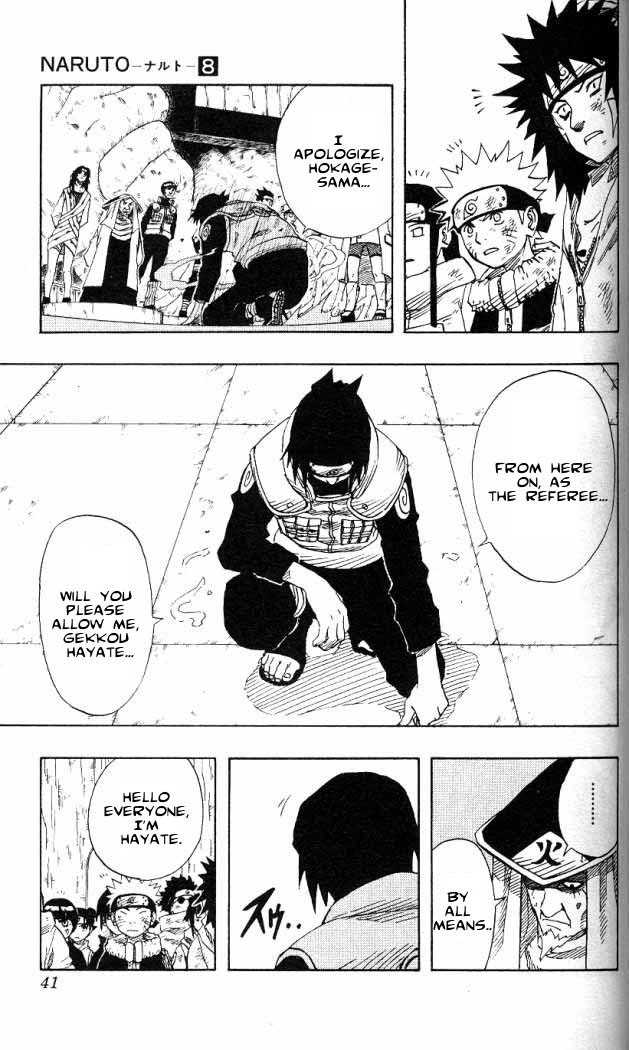 NARUTO—ナルト—8
I
APOLOGIZE,
HOKAGE-
SAMA...
FROM HERE
ON, AS
THE REFEREE...
WILL YOU
PLEASE
ALLOW ME,
GEKKOU
HAYATE...
.........
火
BY
ALL
MEANS..
スゥ..
HELLO
EVERYONE,
I'M
HAYATE.
41